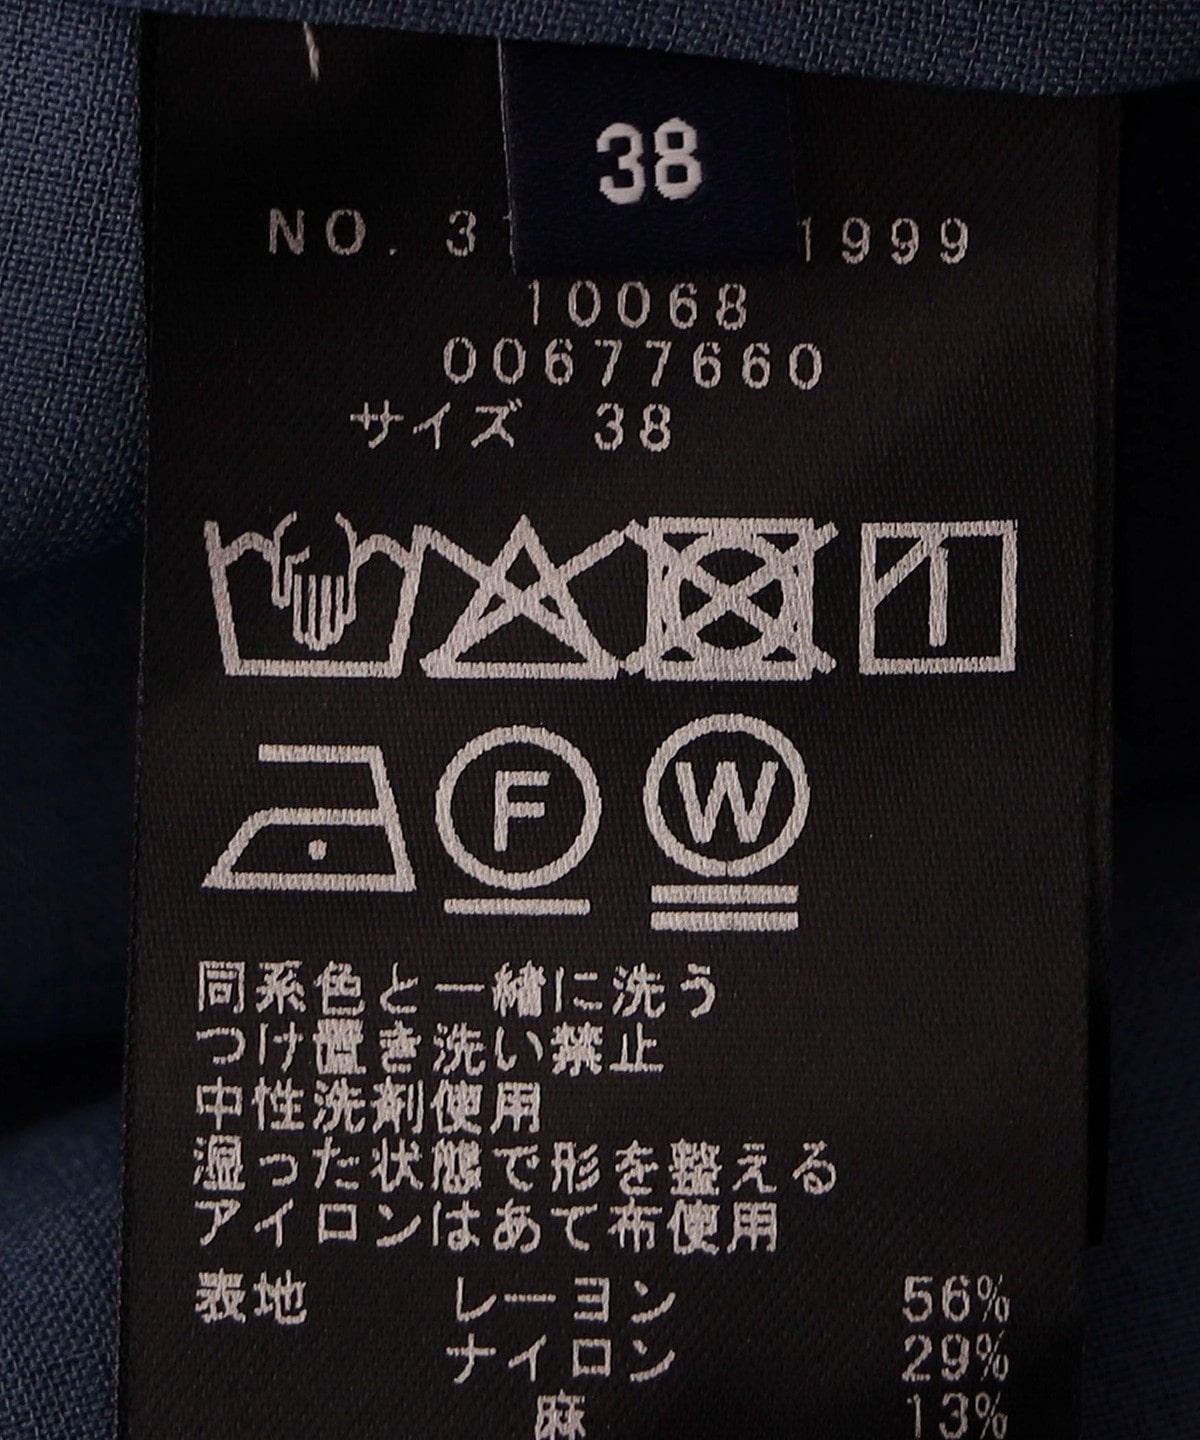 38
NO. 3 1999
10068
00677660
サイズ 38
F
W
同系色と一緒に洗う
つけ置き洗い禁止
中性洗剤使用
湿った状態で形を整える
アイロンはあて布使用
表地 レーヨン 56%
ナイロン 29%
麻 13%